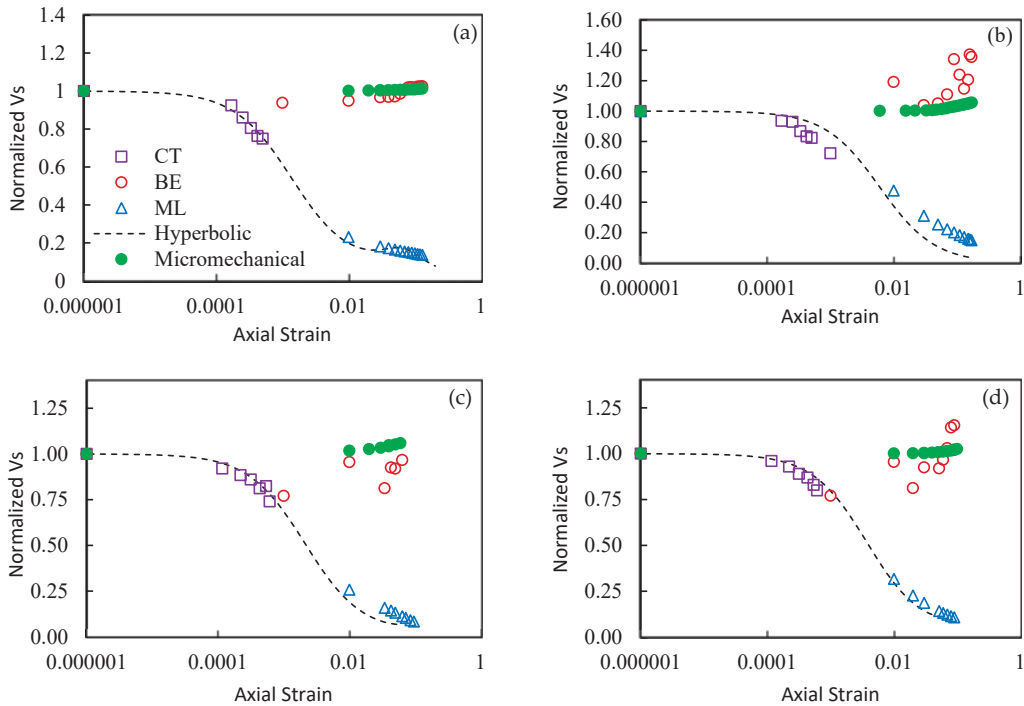 (a)
Normalized Vs
1.4
1.2
1
0.8
0.6
0.4
0.2
0
CT
BE
ML
Hyperbolic
Micromechanical
0.000001 0.0001 0.01 1
Axial Strain
(b)
Normalized Vs
1.60
1.40
1.20
1.00
0.80
0.60
0.40
0.20
0.00
0.000001 0.0001 0.01 1
Axial Strain
(c)
Normalized Vs
1.25
1.00
0.75
0.50
0.25
0.00
0.000001 0.0001 0.01 1
Axial Strain
(d)
Normalized Vs
1.25
1.00
0.75
0.50
0.25
0.00
0.000001 0.0001 0.01 1
Axial Strain